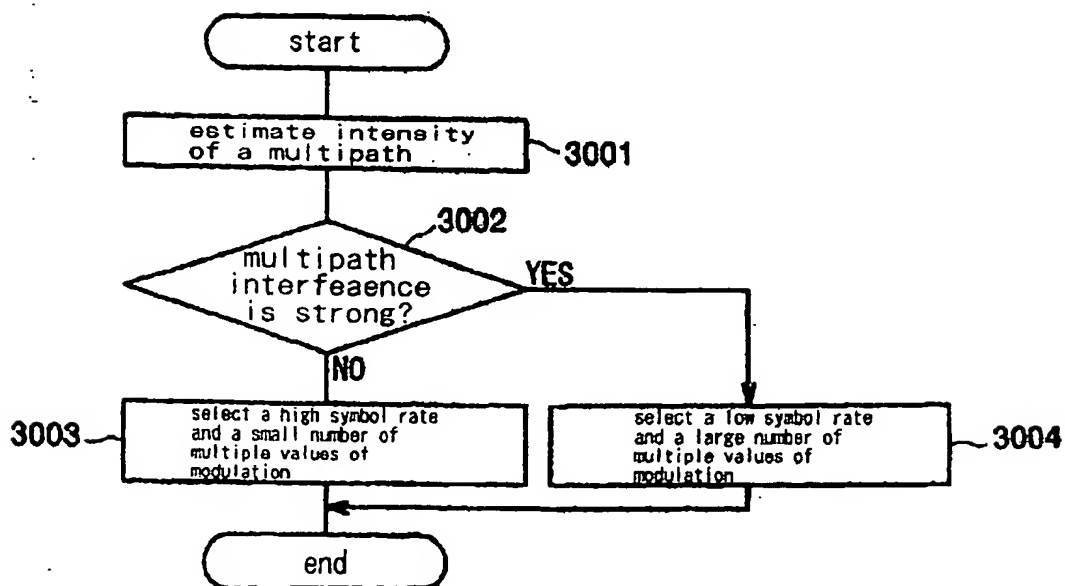 start
estimate intensity
of a multipath
3001
3002
multipath
interfeaence
is strong?
YES
NO
3003
select a high symbol rate
and a small number of
multiple values of
modulation
select a low symbol rate
and a large number of
multiple values of
modulation
3004
end